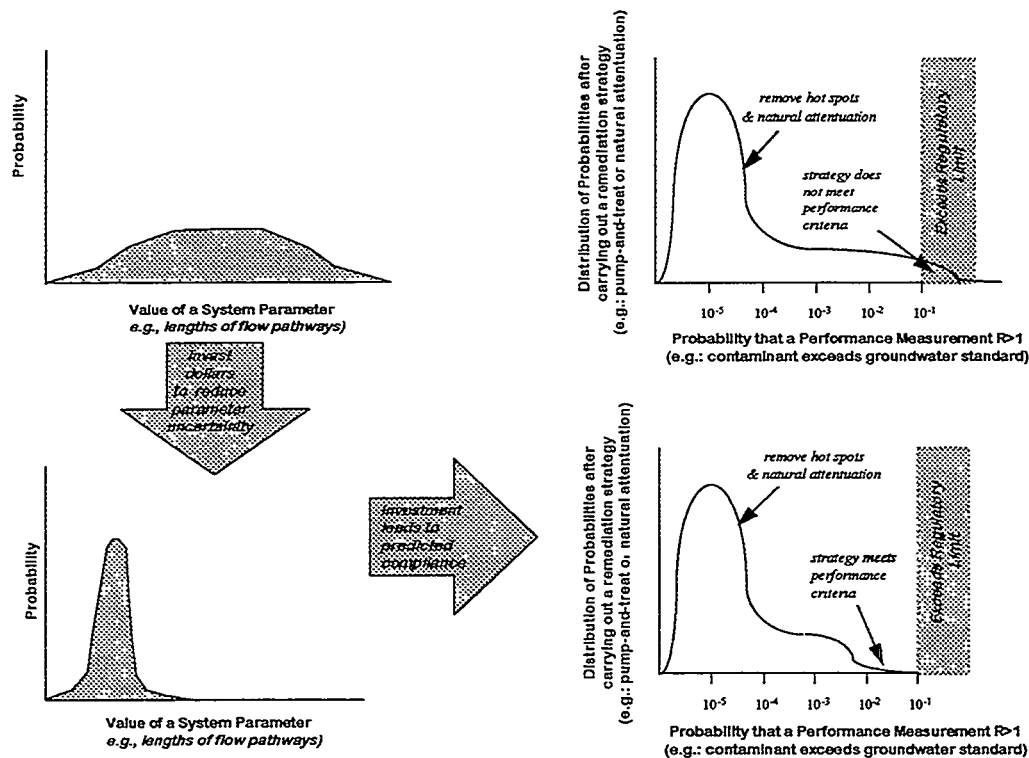 Probability
Value of a System Parameter
e.g., lengths of flow pathways)
invest
dollars
to reduce
parameter
uncertainty
Probability
Value of a System Parameter
e.g., lengths of flow pathways)
investment
leads to
predicted
compliance
Distribution of Probabilities after
carrying out a remediation strategy
(e.g.: pump-and-treat or natural attentuation)
remove hot spots
& natural attentuation
strategy does
not meet
performance
criteria
Exceeds Regulatory
Limit
10-5 10-4 10-3 10-2 10-1
Probability that a Performance Measurement R>1
(e.g.: contaminant exceeds groundwater standard)
Distribution of Probabilities after
carrying out a remediation strategy
(e.g.: pump-and-treat or natural attentuation)
remove hot spots
& natural attentuation
strategy meets
performance
criteria
Exceeds Regulatory
Limit
10-5 10-4 10-3 10-2 10-1
Probability that a Performance Measurement R>1
(e.g.: contaminant exceeds groundwater standard)